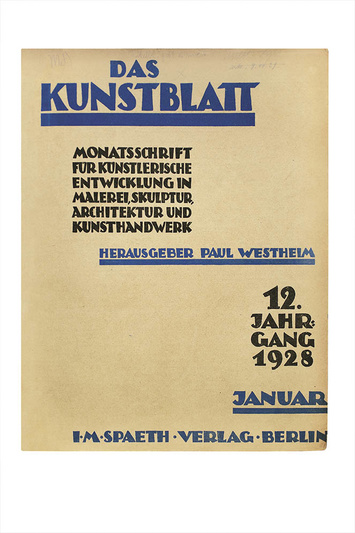 DAS
KUNSTBLATT
MONATSSCHRIFT
FÜR KÜNSTLERISCHE
ENTWICKLUNG IN
MALEREI, SKULPTUR,
ARCHITEKTUR UND
KUNSTHANDWERK
HERAUSGEBER PAUL WESTHEIM
12.
JAHR-
GANG
1928
JANUAR
I·M·SPAETH·VERLAG·BERLIN